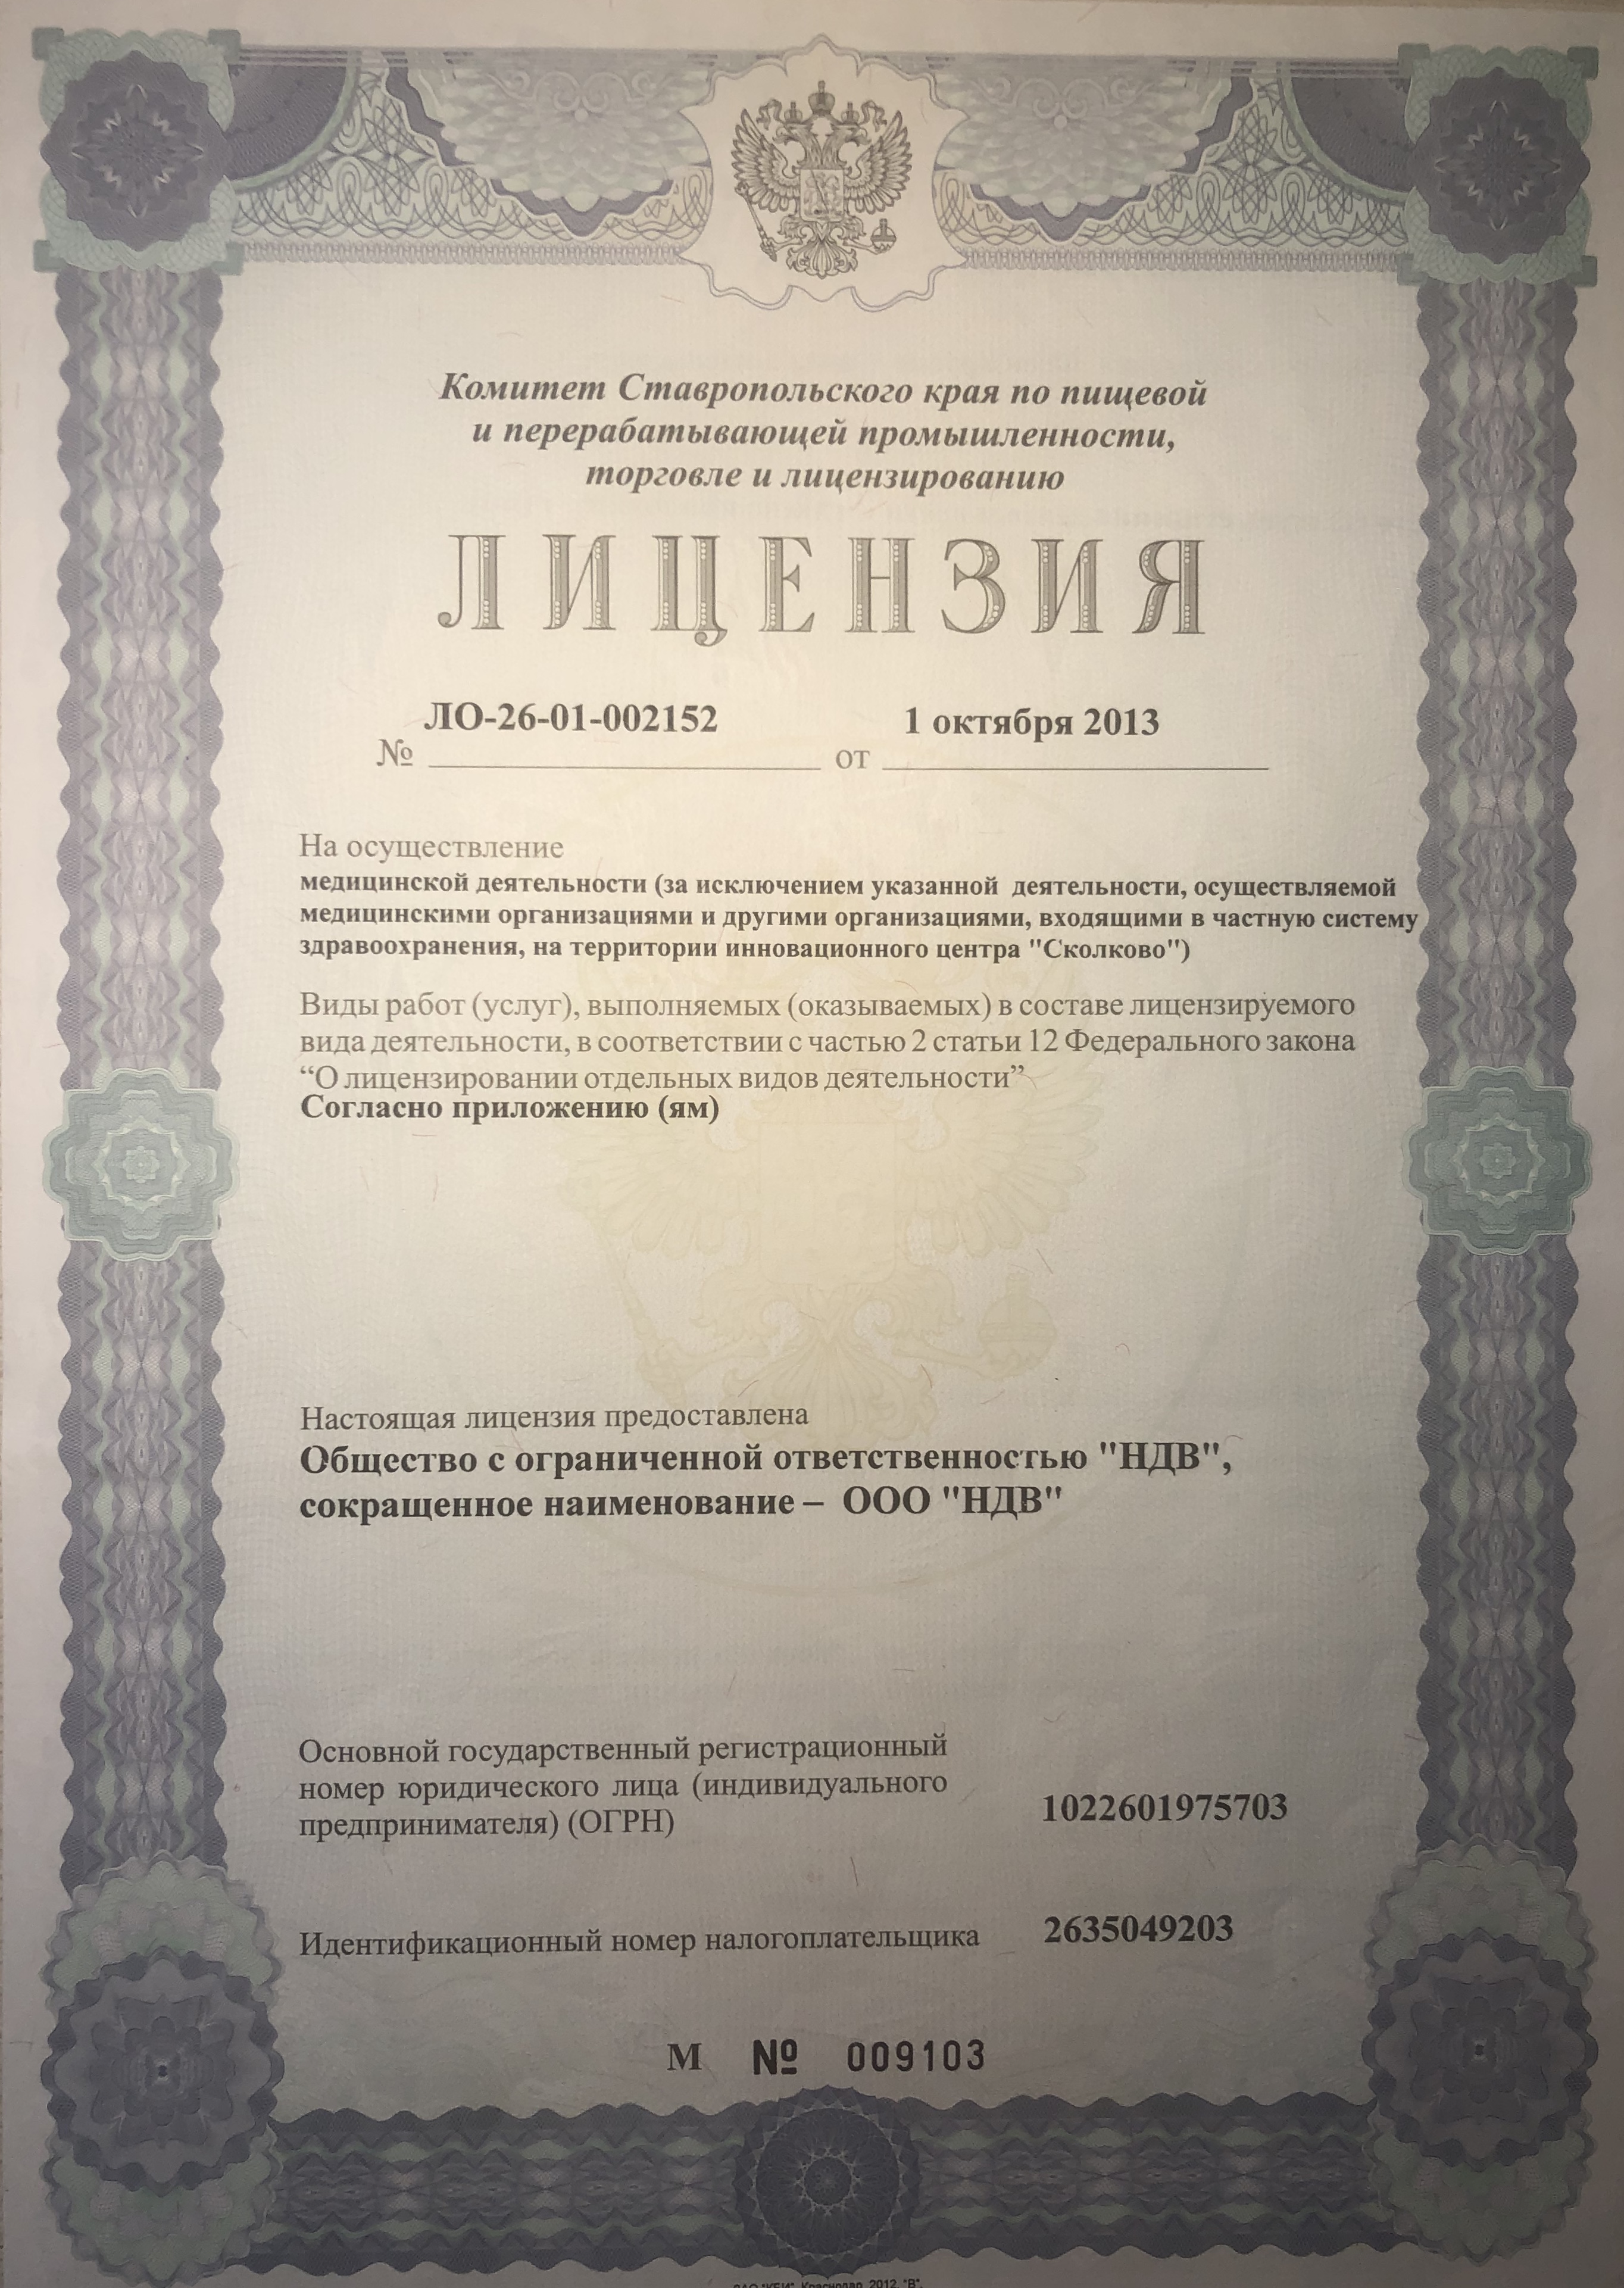 Комитет Ставропольского края по пищевой
и перерабатывающей промышленности,
торговле и лицензированию
ЛИЦЕНЗИЯ
ЛО-26-01-002152 1 октября 2013
№ от
На осуществление
медицинской деятельности (за исключением указанной деятельности, осуществляемой
медицинскими организациями и другими организациями, входящими в частную систему
здравоохранения, на территории инновационного центра "Сколково")
Виды работ (услуг), выполняемых (оказываемых) в составе лицензируемого
вида деятельности, в соответствии с частью 2 статьи 12 Федерального закона
“О лицензировании отдельных видов деятельности”
Согласно приложению (ям)
Настоящая лицензия предоставлена
Общество с ограниченной ответственностью "НДВ",
сокращенное наименование – ООО "НДВ"
Основной государственный регистрационный
номер юридического лица (индивидуального
предпринимателя) (ОГРН)
1022601975703
Идентификационный номер налогоплательщика 2635049203
М № 009103
2012, "В".